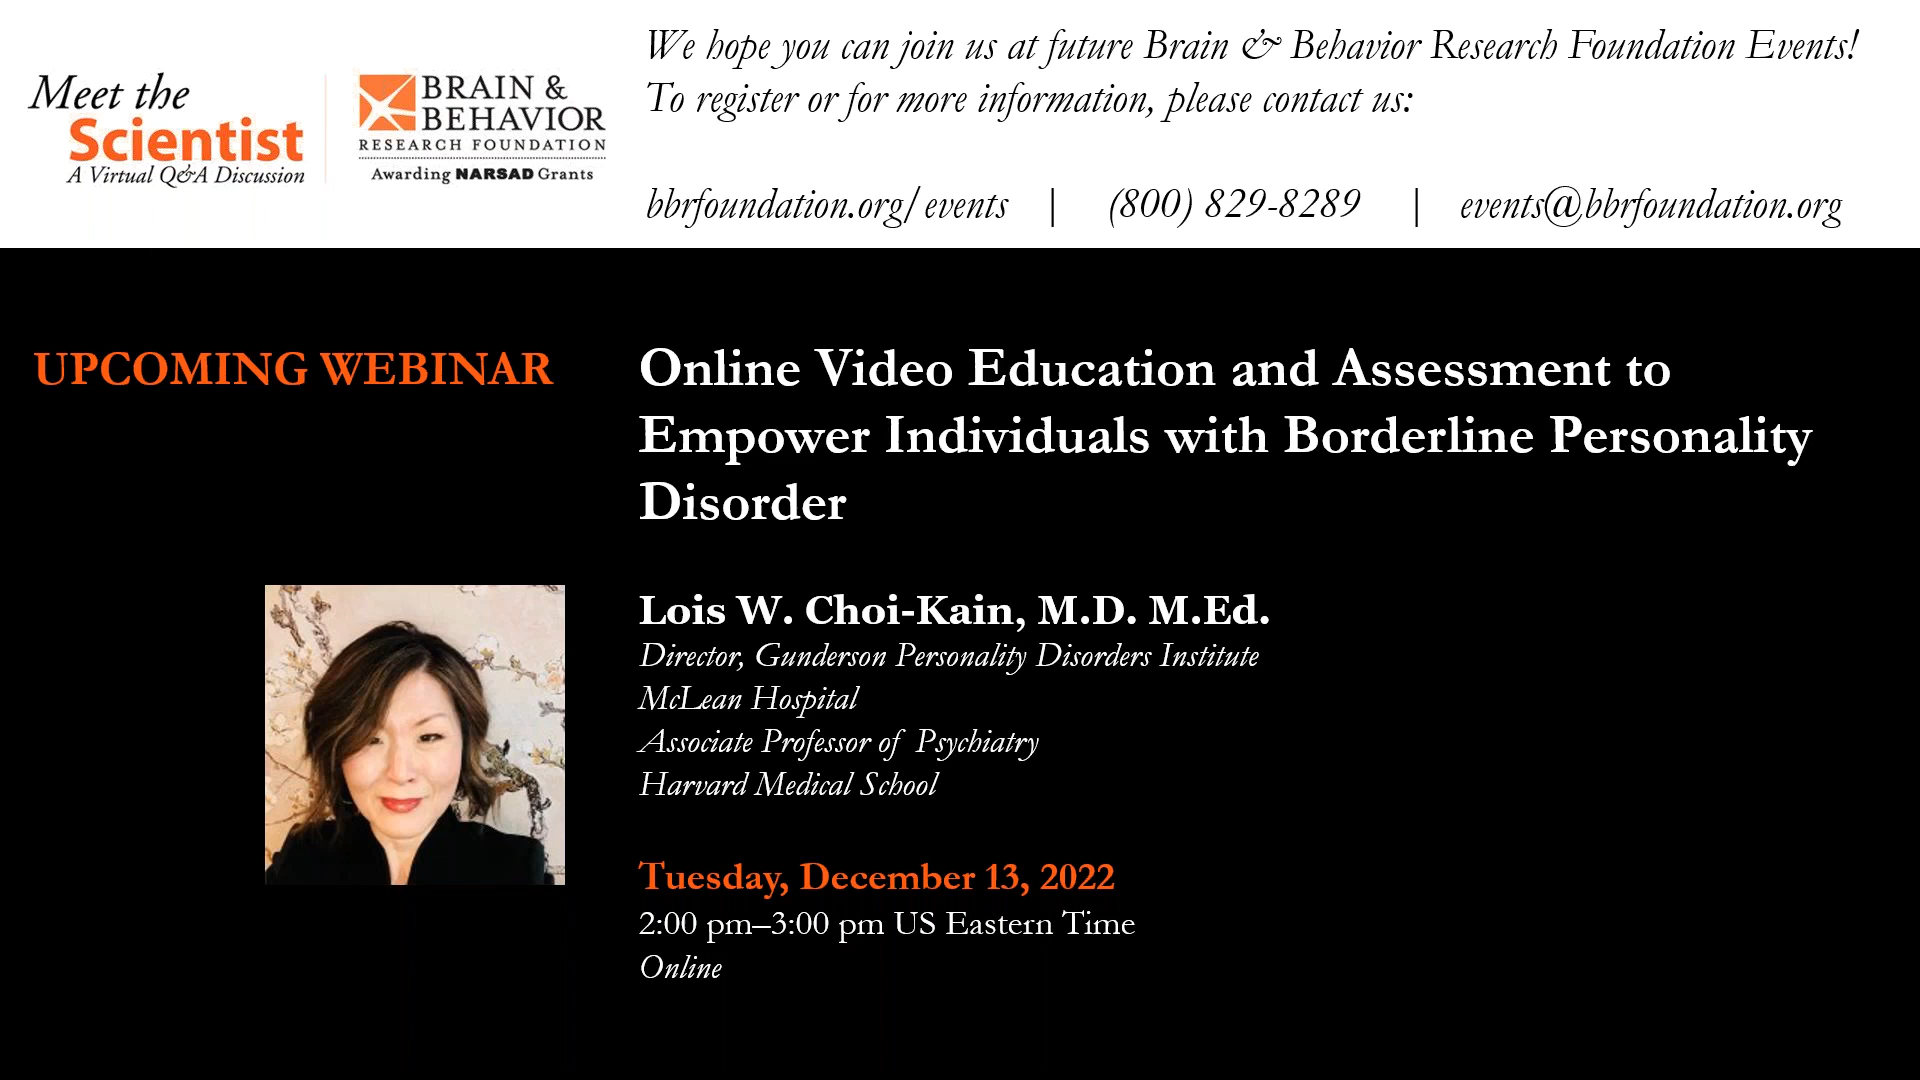 Meet the
Scientist
A Virtual Q&A Discussion
BRAIN &
BEHAVIOR
RESEARCH FOUNDATION
Awarding NARSAD Grants
We hope you can join us at future Brain & Behavior Research Foundation Events!
To register or for more information, please contact us:
bbrfoundation.org/events | (800) 829-8289 | events@bbrfoundation.org
UPCOMING WEBINAR
Online Video Education and Assessment to
Empower Individuals with Borderline Personality
Disorder
Lois W. Choi-Kain, M.D. M.Ed.
Director, Gunderson Personality Disorders Institute
McLean Hospital
Associate Professor of Psychiatry
Harvard Medical School
Tuesday, December 13, 2022
2:00 pm–3:00 pm US Eastern Time
Online